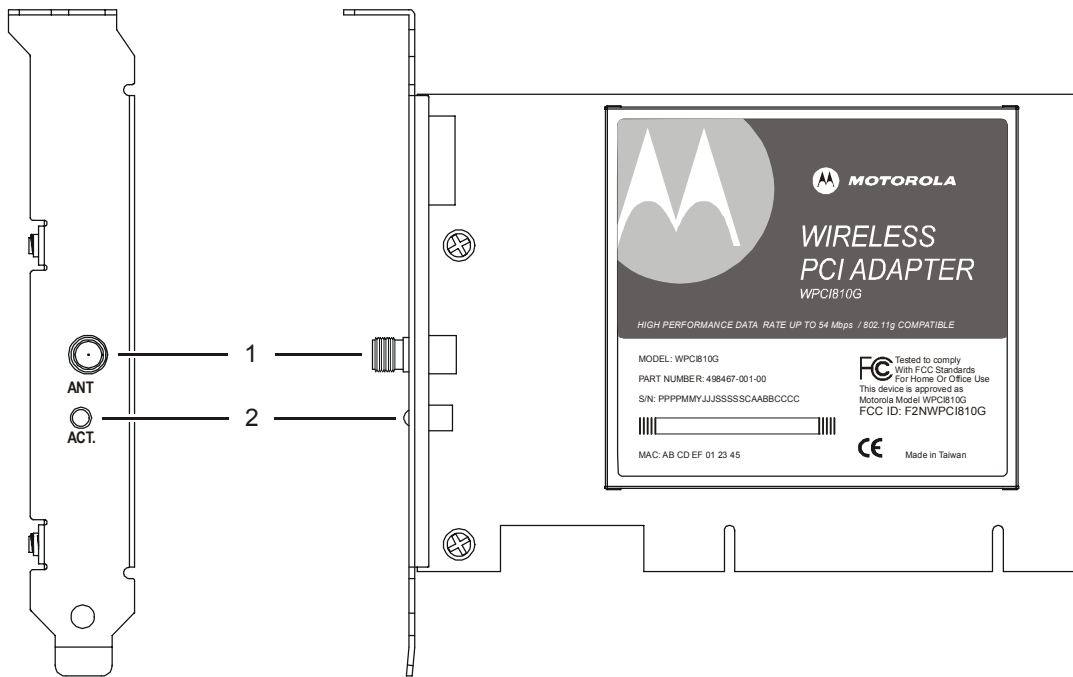 1
ANT
2
ACT.
MOTOROLA
WIRELESS
PCI ADAPTER
WPCI810G
HIGH PERFORMANCE DATA RATE UP TO 54 Mbps / 802.11g COMPATIBLE
MODEL: WPCI810G
PART NUMBER: 498467-001-00
S/N: PPPPMMYJJJSSSSSCAABBCCCC
MAC: AB CD EF 01 23 45
FC Tested to comply
With FCC Standards
For Home Or Office Use
This device is approved as
Motorola Model WPCI810G
FCC ID: F2NWPCI810G
CE Made in Taiwan